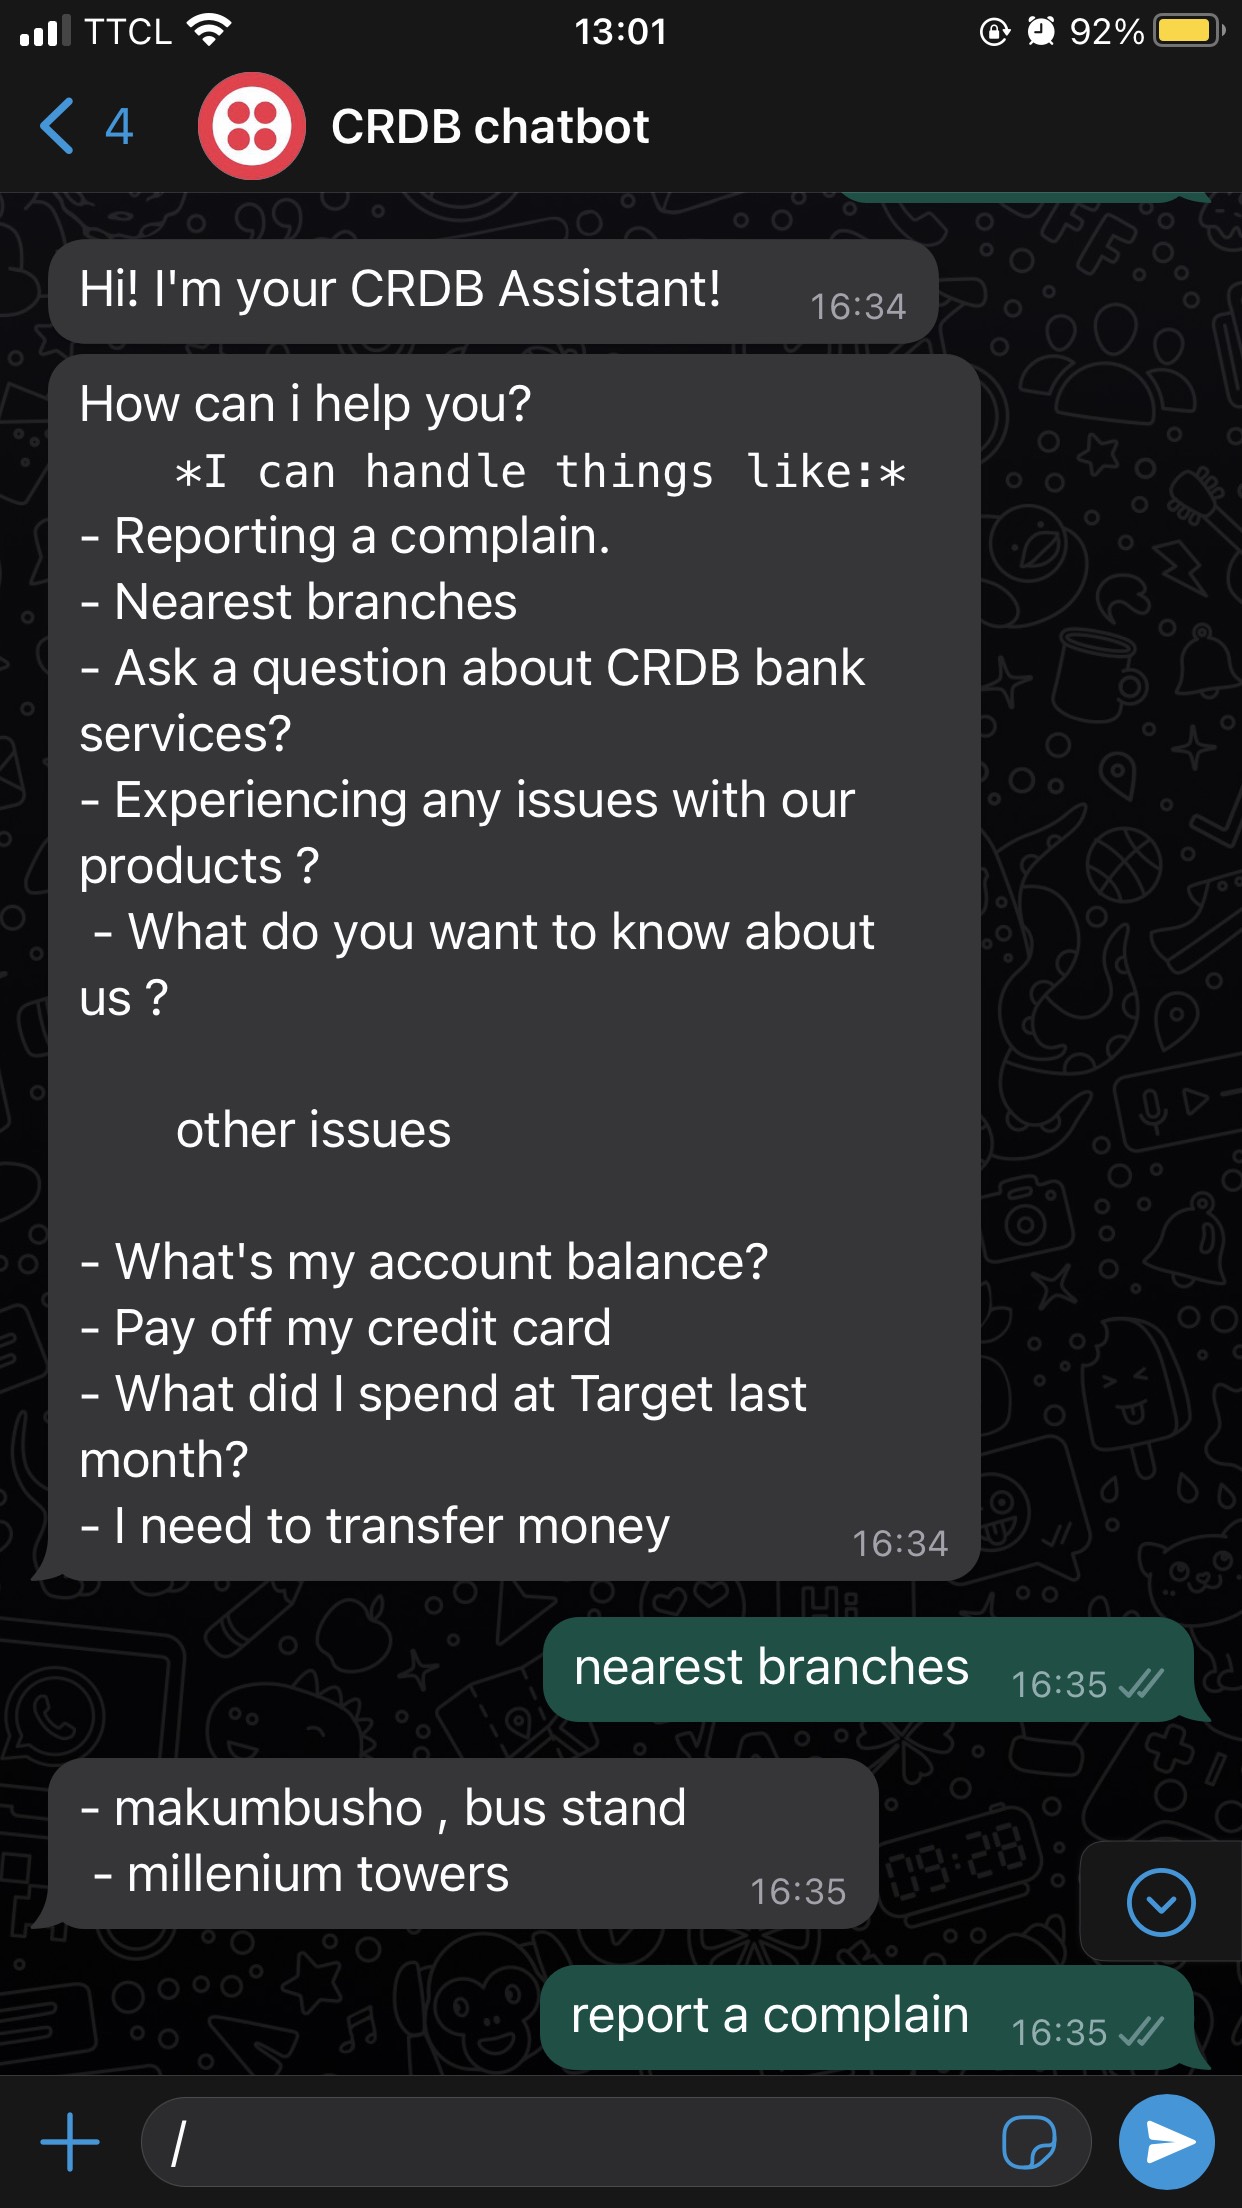 TTCL
13:01
92%
4
CRDB chatbot
Hi! I'm your CRDB Assistant!
16:34
How can i help you?
*I can handle things like:*
- Reporting a complain.
- Nearest branches
- Ask a question about CRDB bank
services?
- Experiencing any issues with our
products ?
- What do you want to know about
us ?
other issues
- What's my account balance?
- Pay off my credit card
- What did I spend at Target last
month?
- I need to transfer money
16:34
nearest branches
16:35
- makumbusho , bus stand
- millenium towers
16:35
report a complain
16:35
/